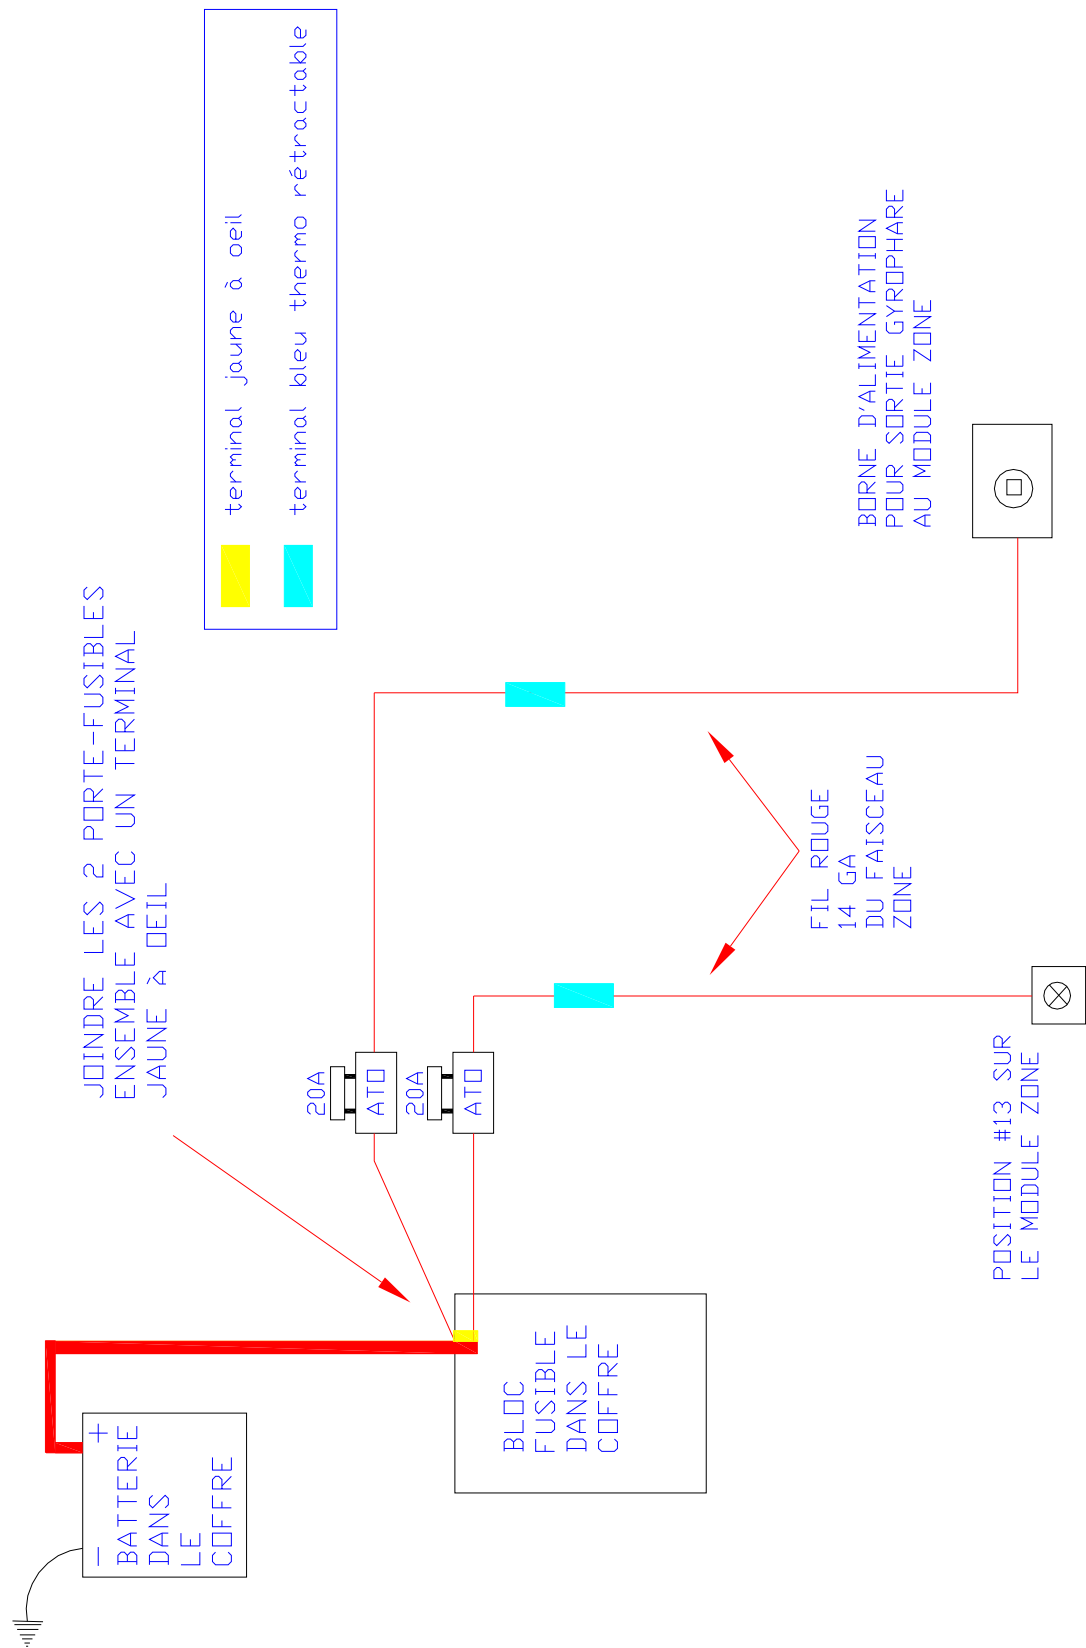 JOINDRE LES 2 PORTE-FUSIBLES
ENSEMBLE AVEC UN TERMINAL
JAUNE À OEIL
terminal jaune à oeil
terminal bleu thermo rétractable
- +
BATTERIE
DANS
LE
COFFRE
20A
ATO
20A
ATO
BLOC
FUSIBLE
DANS LE
COFFRE
FIL ROUGE
14 GA
DU FAISCEAU
ZONE
BORNE D'ALIMENTATION
POUR SORTIE GYROPHARE
AU MODULE ZONE
POSITION #13 SUR
LE MODULE ZONE